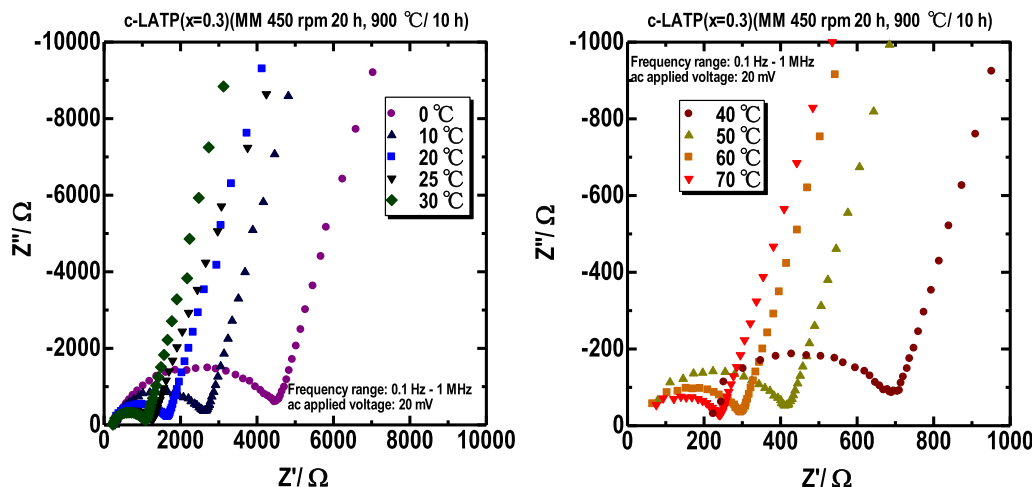 c-LATP(x=0.3)(MM 450 rpm 20 h, 900 ℃/ 10 h)
-10000
-8000
-6000
-4000
-2000
0
0 2000 4000 6000 8000 10000
Z''/ Ω
Z'/ Ω
0 ℃
10 ℃
20 ℃
25 ℃
30 ℃
Frequency range: 0.1 Hz - 1 MHz
ac applied voltage: 20 mV
c-LATP(x=0.3)(MM 450 rpm 20 h, 900 ℃/ 10 h)
-1000
-800
-600
-400
-200
0
0 200 400 600 800 1000
Z''/ Ω
Z'/ Ω
Frequency range: 0.1 Hz - 1 MHz
ac applied voltage: 20 mV
40 ℃
50 ℃
60 ℃
70 ℃